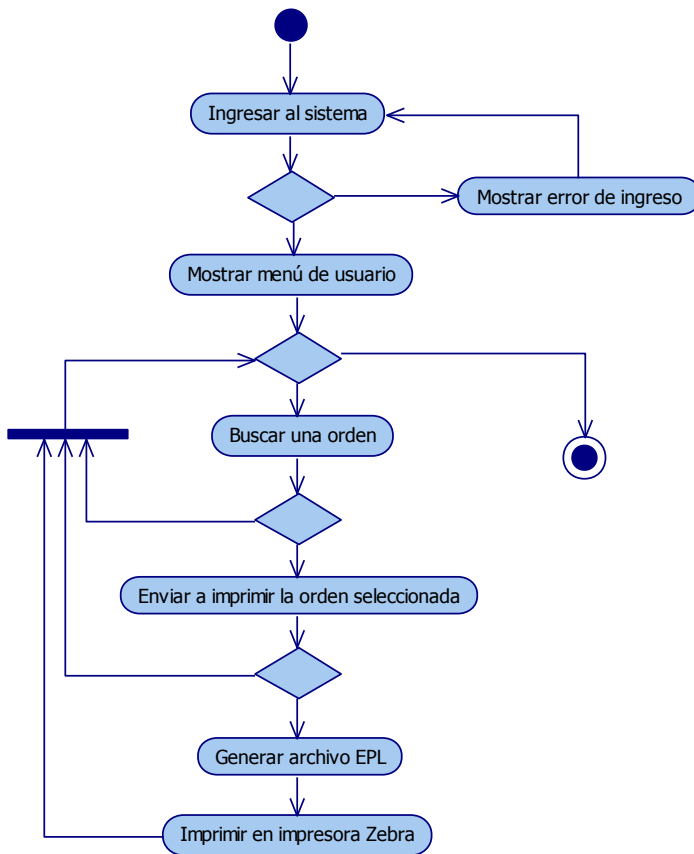 Ingresar al sistema
Mostrar error de ingreso
Mostrar menú de usuario
Buscar una orden
Enviar a imprimir la orden seleccionada
Generar archivo EPL
Imprimir en impresora Zebra